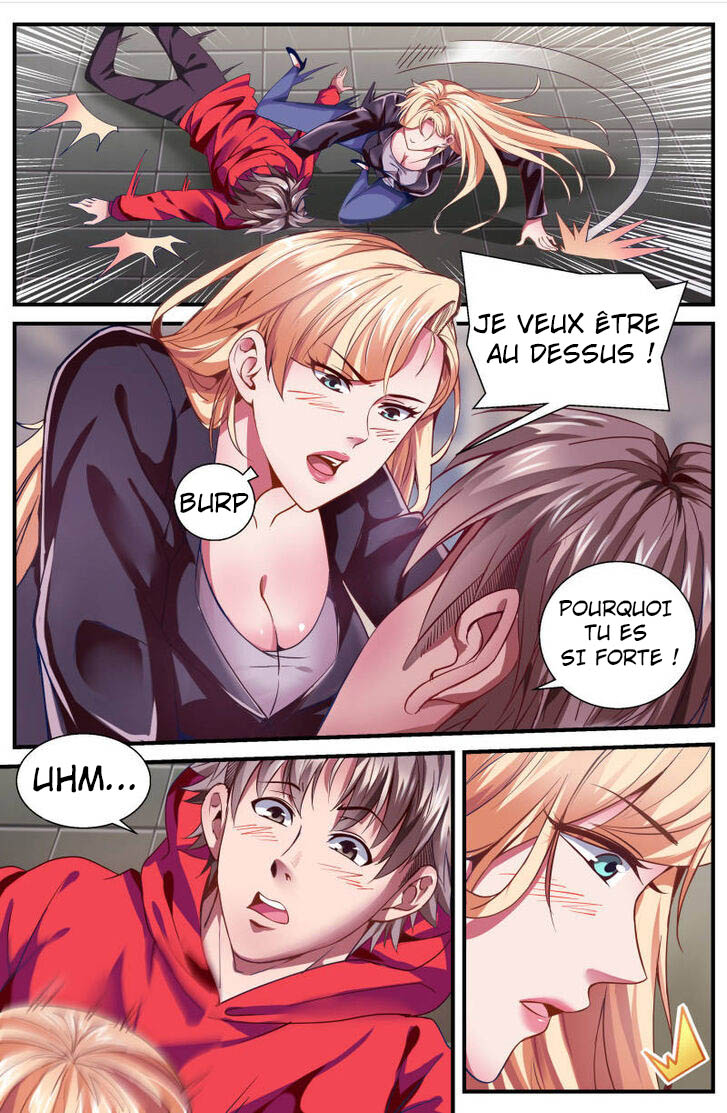 JE VEUX ÊTRE
AU DESSUS !
BURP
POURQUOI
TU ES
SI FORTE !
UHM...